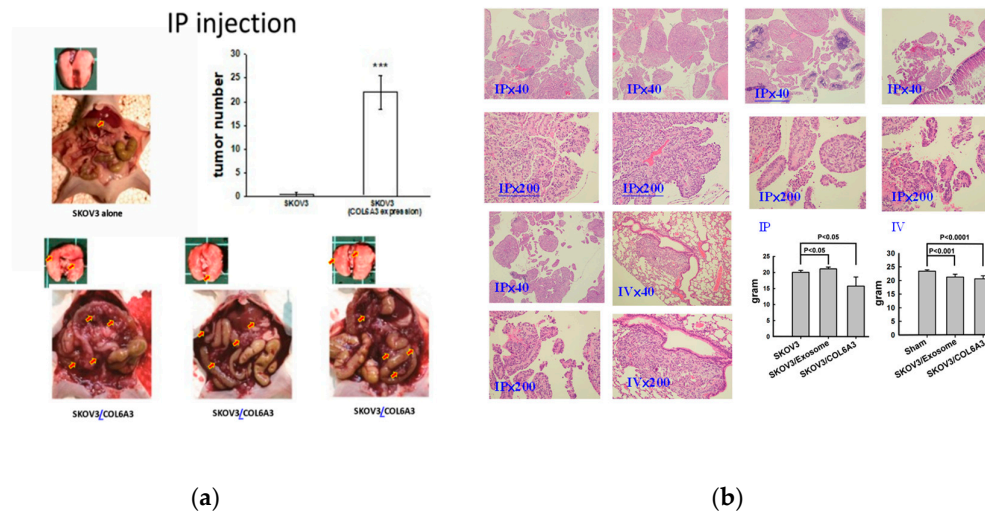 IP injection
tumor number
30
25
20
15
10
5
0
***
SKOV3
SKOV3
(COL6A3 expression)
SKOV3 alone
SKOV3/COL6A3
SKOV3/COL6A3
SKOV3/COL6A3
(a)
IPx40
IPx40
IPx40
IPx40
IPx200
IPx200
IPx200
IPx200
IPx40
IVx40
IPx200
IVx200
IP
P<0.05
P<0.05
gram
25
20
15
10
5
0
SKOV3
SKOV3/Exosome
SKOV3/COL6A3
IV
P<0.0001
P<0.001
gram
30
25
20
15
10
5
0
Sham
SKOV3/Exosome
SKOV3/COL6A3
(b)